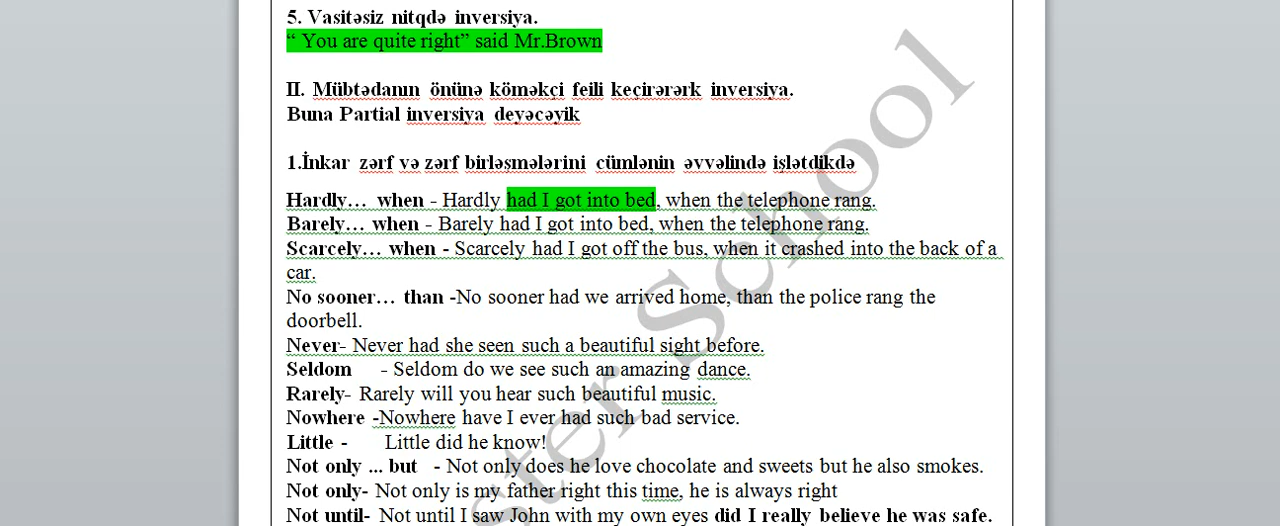 5. Vasitəsiz nitqdə inversiya.
“ You are quite right” said Mr.Brown
II. Mübtədanın önünə köməkçi feili keçirərərk inversiya.
Buna Partial inversiya deyəcəyik
1.İnkar zərf və zərf birləşmələrini cümlənin əvvəlində işlətdikdə
Hardly… when - Hardly had I got into bed, when the telephone rang.
Barely… when - Barely had I got into bed, when the telephone rang.
Scarcely… when - Scarcely had I got off the bus, when it crashed into the back of a
car.
No sooner… than -No sooner had we arrived home, than the police rang the
doorbell.
Never- Never had she seen such a beautiful sight before.
Seldom - Seldom do we see such an amazing dance.
Rarely- Rarely will you hear such beautiful music.
Nowhere -Nowhere have I ever had such bad service.
Little - Little did he know!
Not only ... but - Not only does he love chocolate and sweets but he also smokes.
Not only- Not only is my father right this time, he is always right
Not until- Not until I saw John with my own eyes did I really believe he was safe.
ster School